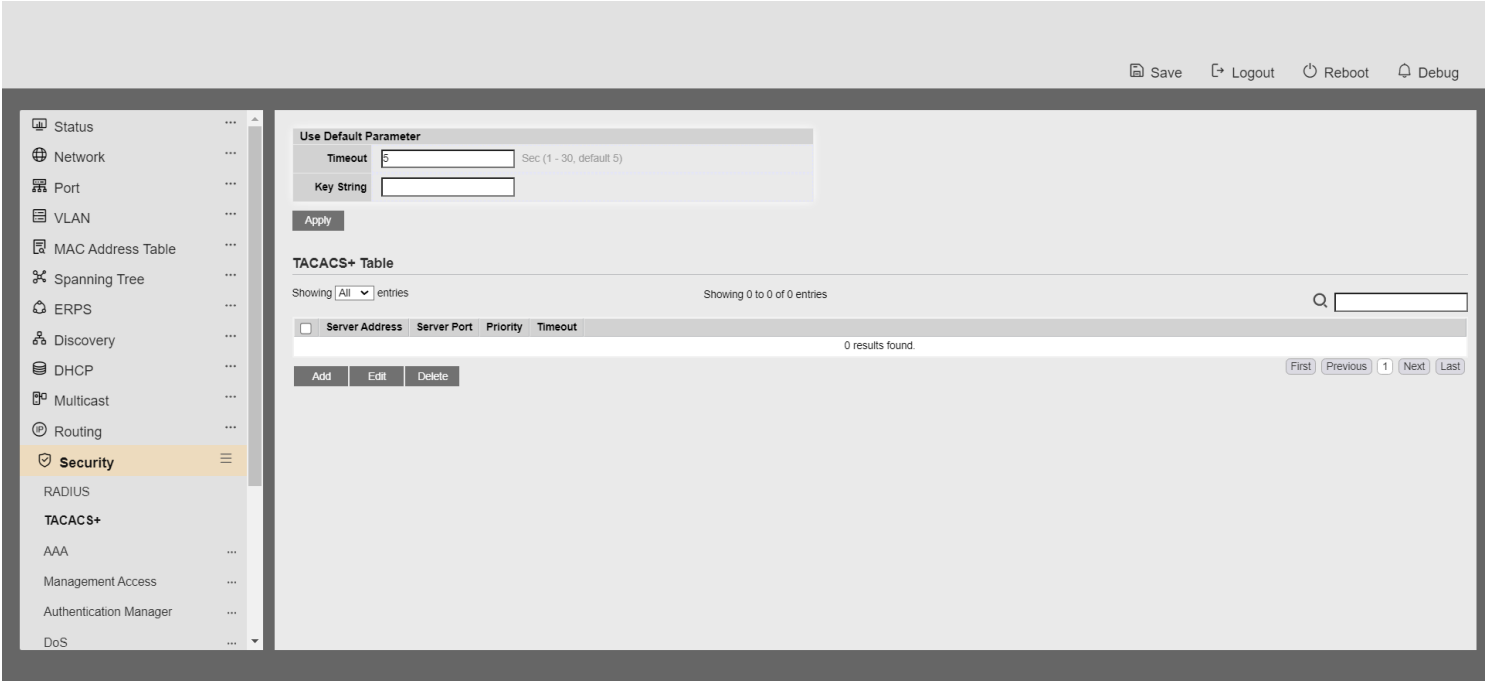 Save Logout Reboot Debug
Status ...
Network ...
Port ...
VLAN ...
MAC Address Table ...
Spanning Tree ...
ERPS ...
Discovery ...
DHCP ...
Multicast ...
Routing ...
Security
RADIUS
TACACS+
AAA ...
Management Access ...
Authentication Manager ...
DoS ...
Use Default Parameter
Timeout 5 Sec (1 - 30, default 5)
Key String
Apply
TACACS+ Table
Showing All entries Showing 0 to 0 of 0 entries
Server Address Server Port Priority Timeout
0 results found.
Add Edit Delete First Previous 1 Next Last